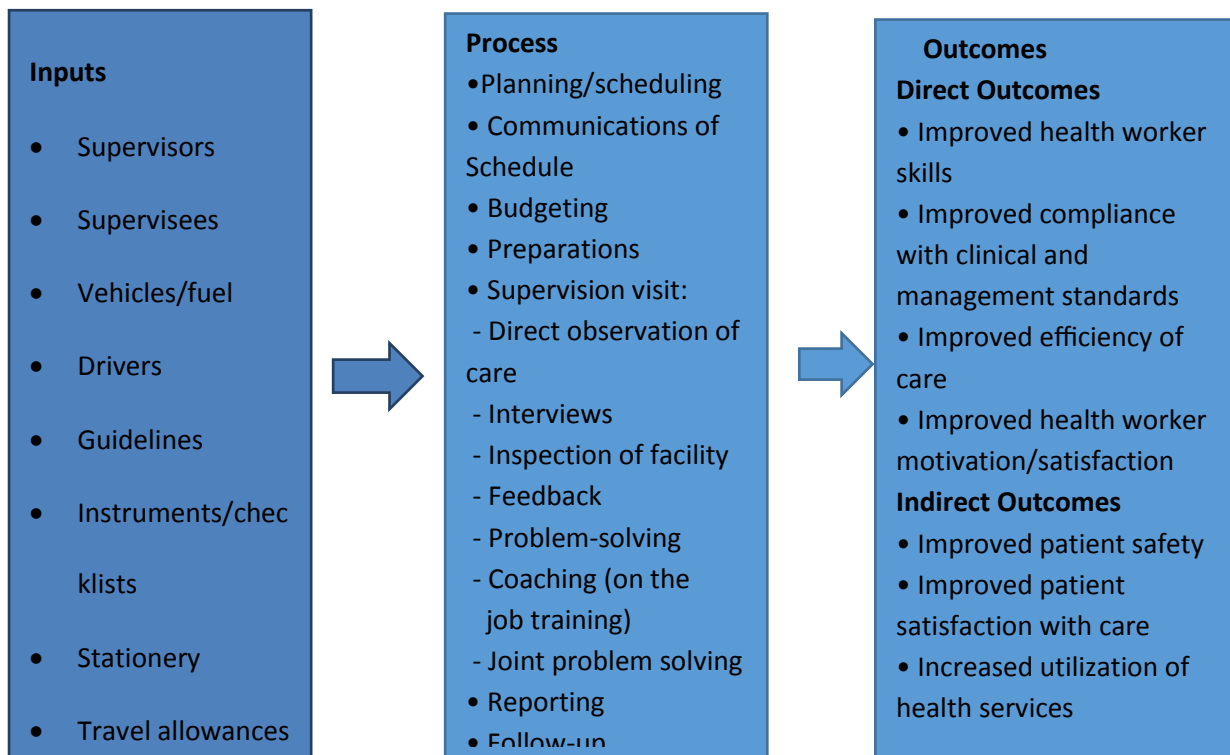 Inputs
• Supervisors
• Supervisees
• Vehicles/fuel
• Drivers
• Guidelines
• Instruments/chec
klists
• Stationery
• Travel allowances
Process
•Planning/scheduling
• Communications of
Schedule
• Budgeting
• Preparations
• Supervision visit:
- Direct observation of
care
- Interviews
- Inspection of facility
- Feedback
- Problem-solving
- Coaching (on the
job training)
- Joint problem solving
• Reporting
• Follow-up
Outcomes
Direct Outcomes
• Improved health worker
skills
• Improved compliance
with clinical and
management standards
• Improved efficiency of
care
• Improved health worker
motivation/satisfaction
Indirect Outcomes
• Improved patient safety
• Improved patient
satisfaction with care
• Increased utilization of
health services